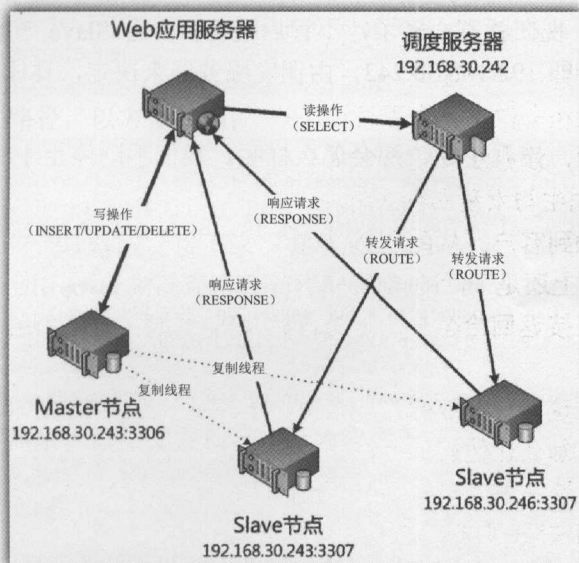 Web应用服务器
调度服务器
192.168.30.242
读操作
(SELECT)
响应请求
(RESPONSE)
写操作
(INSERT/UPDATE/DELETE)
转发请求
(ROUTE)
转发请求
(ROUTE)
响应请求
(RESPONSE)
复制线程
复制线程
Master节点
192.168.30.243:3306
Slave节点
192.168.30.246:3307
Slave节点
192.168.30.243:3307